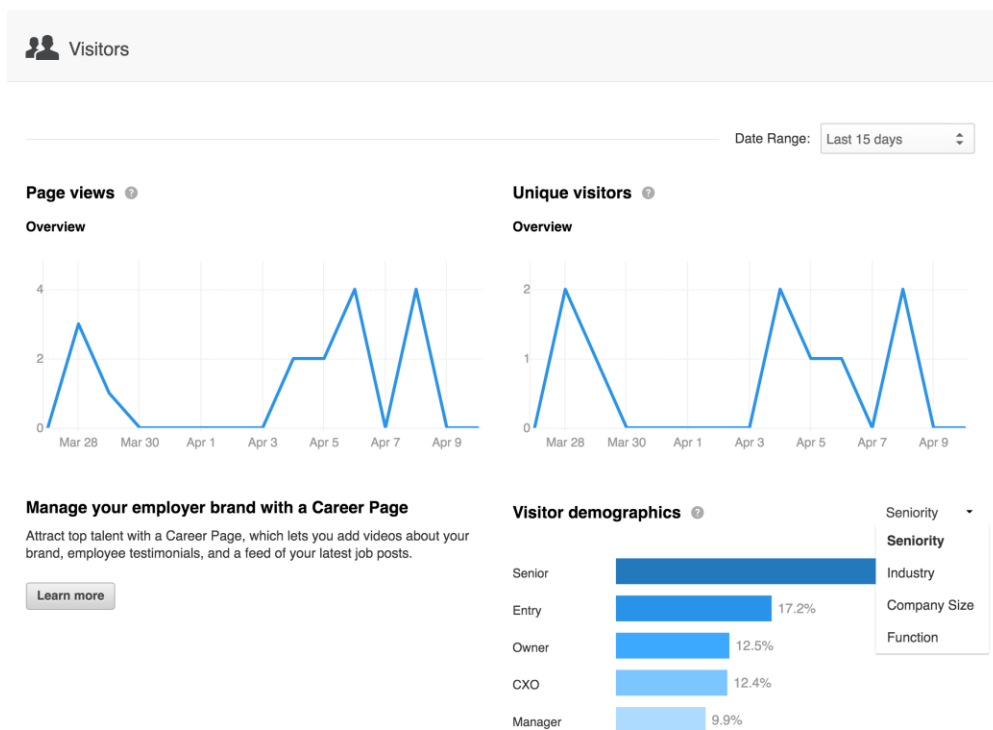 Visitors
Date Range: Last 15 days
Page views ?
Overview
4
2
0
Mar 28 Mar 30 Apr 1 Apr 3 Apr 5 Apr 7 Apr 9
Unique visitors ?
Overview
2
1
0
Mar 28 Mar 30 Apr 1 Apr 3 Apr 5 Apr 7 Apr 9
Manage your employer brand with a Career Page
Attract top talent with a Career Page, which lets you add videos about your
brand, employee testimonials, and a feed of your latest job posts.
Learn more
Visitor demographics ?
Seniority
Seniority
Industry
Company Size
Function
Senior
Entry 17.2%
Owner 12.5%
CXO 12.4%
Manager 9.9%